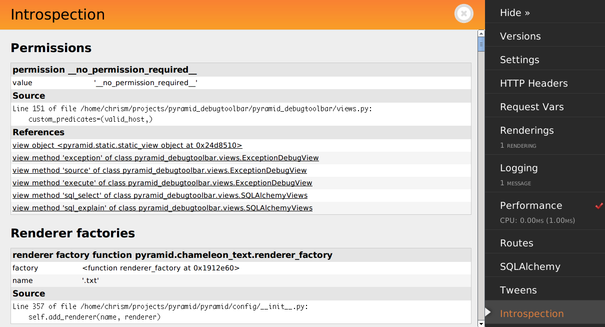 Introspection
Permissions
permission __no_permission_required__
value '__no_permission_required__'
Source
Line 151 of file /home/chrism/projects/pyramid_debugtoolbar/pyramid_debugtoolbar/views.py:
custom_predicates=(valid_host,)
References
view object <pyramid.static.static_view object at 0x24d8510>
view method 'exception' of class pyramid_debugtoolbar.views.ExceptionDebugView
view method 'source' of class pyramid_debugtoolbar.views.ExceptionDebugView
view method 'execute' of class pyramid_debugtoolbar.views.ExceptionDebugView
view method 'sql_select' of class pyramid_debugtoolbar.views.SQLAlchemyViews
view method 'sql_explain' of class pyramid_debugtoolbar.views.SQLAlchemyViews
Renderer factories
renderer factory function pyramid.chameleon_text.renderer_factory
factory <function renderer_factory at 0x1912e60>
name '.txt'
Source
Line 357 of file /home/chrism/projects/pyramid/pyramid/config/__init__.py:
self.add_renderer(name, renderer)
Hide »
Versions
Settings
HTTP Headers
Request Vars
Renderings
1 RENDERING
Logging
1 MESSAGE
Performance
CPU: 0.00MS (1.00MS)
Routes
SQLAlchemy
Tweens
Introspection